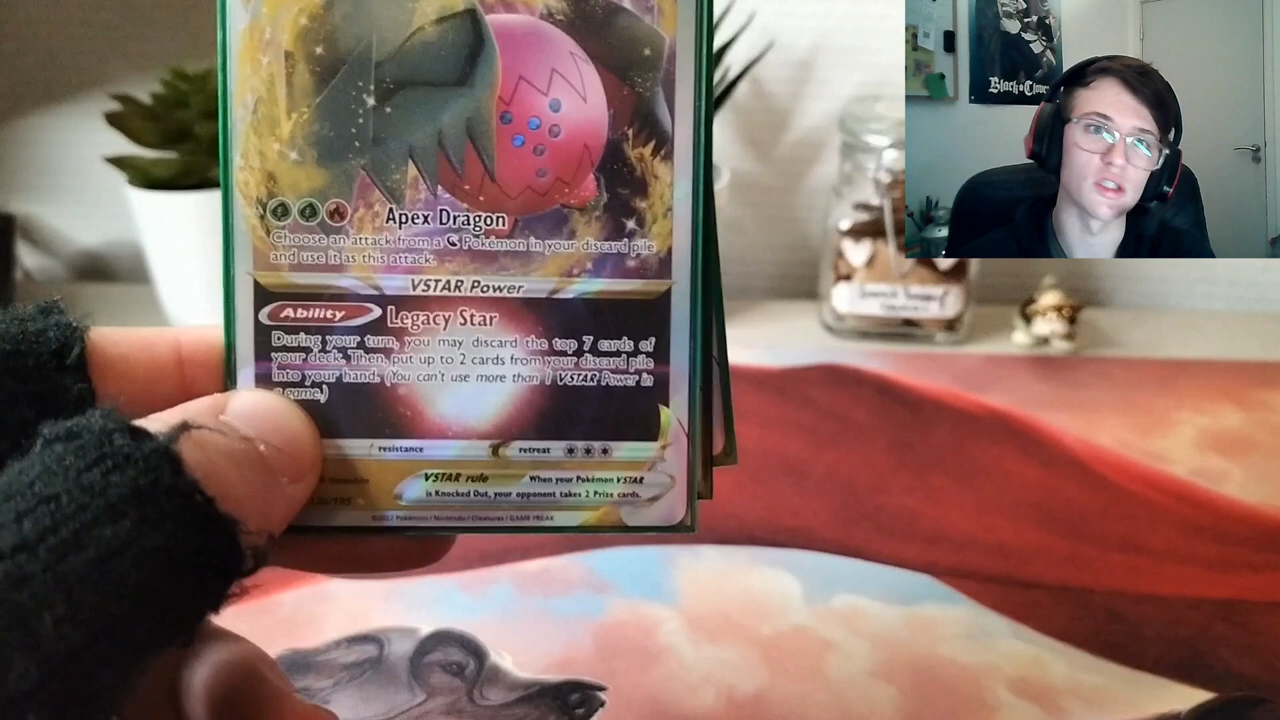 Black Clover
Apex Dragon
Choose an attack from a Pokémon in your discard pile
and use it as this attack.
VSTAR Power
Ability Legacy Star
During your turn, you may discard the top 7 cards of
your deck. Then, put up to 2 cards from your discard pile
into your hand. (You can't use more than 1 VSTAR Power in
a game.)
resistance retreat
VSTAR rule When your Pokémon VSTAR
is Knocked Out, your opponent takes 2 Prize cards.
/195
©2022 Pokémon / Nintendo / Creatures / GAME FREAK